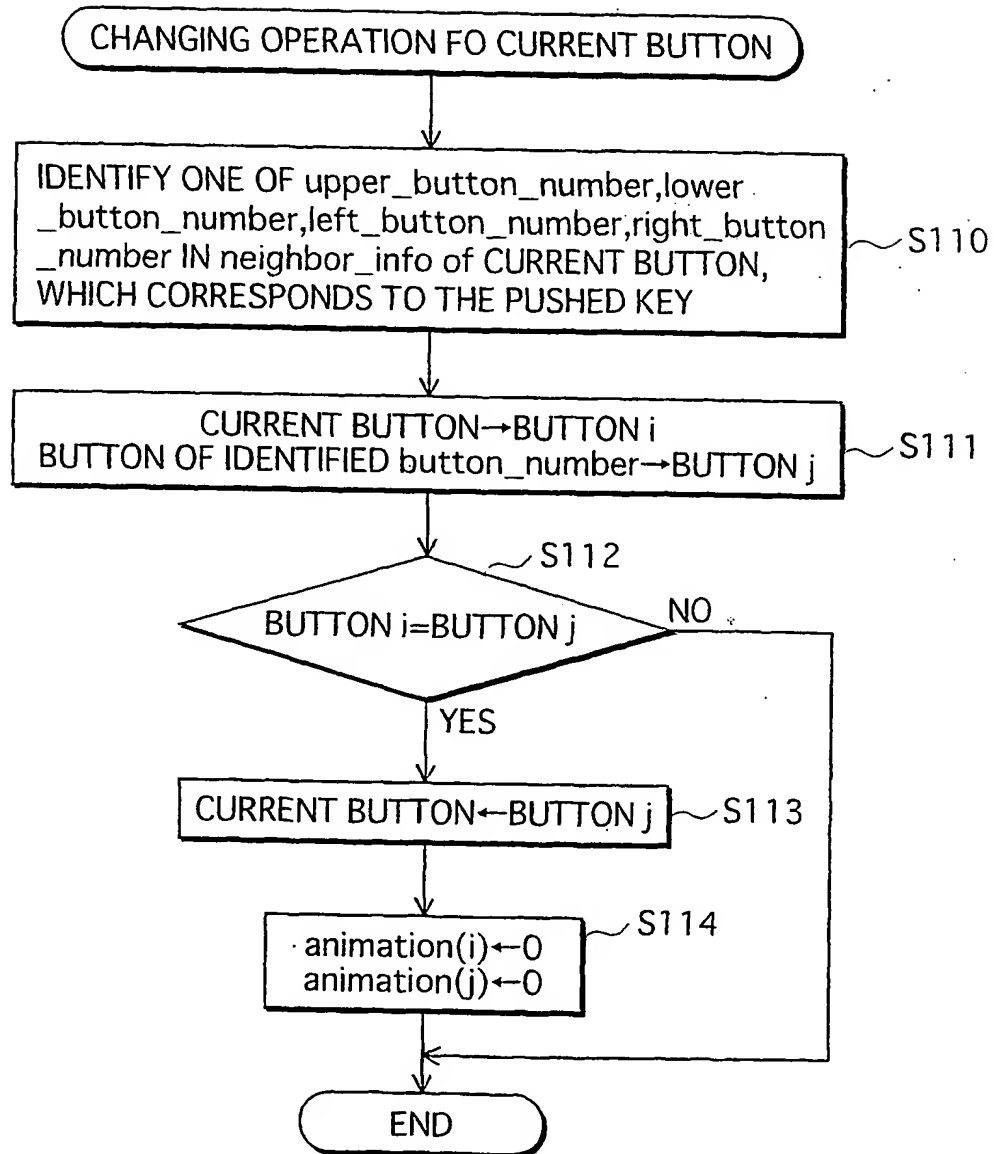 CHANGING OPERATION FO CURRENT BUTTON
IDENTIFY ONE OF upper_button_number,lower
_button_number,left_button_number,right_button
_number IN neighbor_info of CURRENT BUTTON,
WHICH CORRESPONDS TO THE PUSHED KEY
S110
CURRENT BUTTON→BUTTON i
BUTTON OF IDENTIFIED button_number→BUTTON j
S111
S112
BUTTON i=BUTTON j
NO
YES
CURRENT BUTTON←BUTTON j
S113
S114
animation(i)←0
animation(j)←0
END